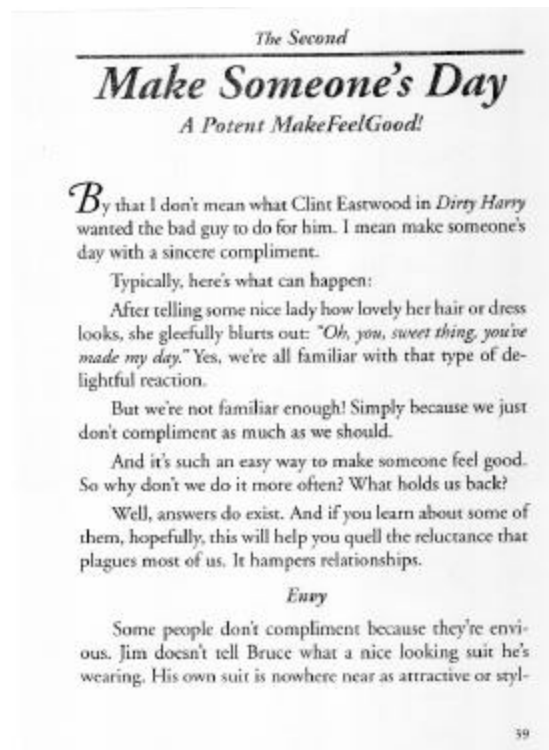 The Second
Make Someone's Day
A Potent MakeFeelGood!
By that I don't mean what Clint Eastwood in Dirty Harry
wanted the bad guy to do for him. I mean make someone's
day with a sincere compliment.
Typically, here's what can happen:
After telling some nice lady how lovely her hair or dress
looks, she gleefully blurts out: "Oh, you, sweet thing, you've
made my day." Yes, we're all familiar with that type of de-
lightful reaction.
But we're not familiar enough! Simply because we just
don't compliment as much as we should.
And it's such an easy way to make someone feel good.
So why don't we do it more often? What holds us back?
Well, answers do exist. And if you learn about some of
them, hopefully, this will help you quell the reluctance that
plagues most of us. It hampers relationships.
Envy
Some people don't compliment because they're envi-
ous. Jim doesn't tell Bruce what a nice looking suit he's
wearing. His own suit is nowhere near as attractive or styl-
39